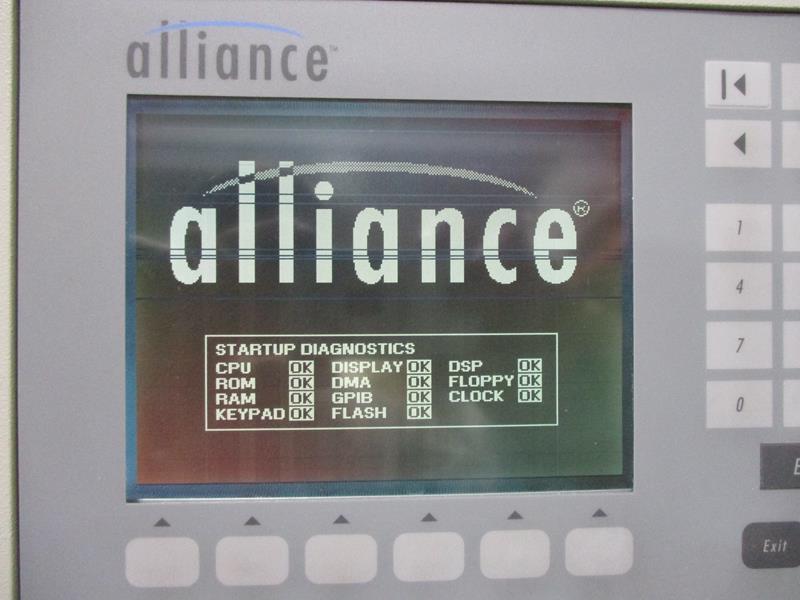 alliance™
alliance®
STARTUP DIAGNOSTICS
CPU OK DISPLAY OK DSP OK
ROM OK DMA OK FLOPPY OK
RAM OK GPIB OK CLOCK OK
KEYPAD OK FLASH OK
1
4
7
0
E
Exit